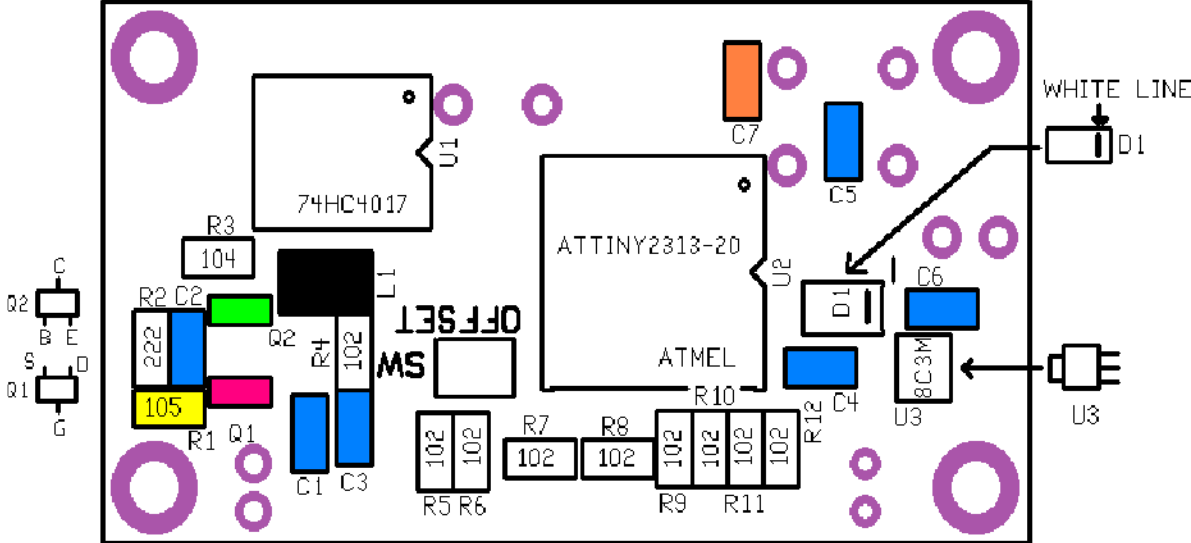 WHITE LINE
D1
C7
U1
C5
74HC4017
R3
104
ATTINY2313-20
U2
C
Q2
B E
L1
R2 C2
222
Q2
R4
102
OFFSET
SW
D1
C6
S D
Q1
G
105
R1
Q1
ATMEL
C4
8C3M
U3
U3
R10
R12
C1
C3
102
102
R5
R6
R7
102
R8
102
102
102
102
102
R9
R11